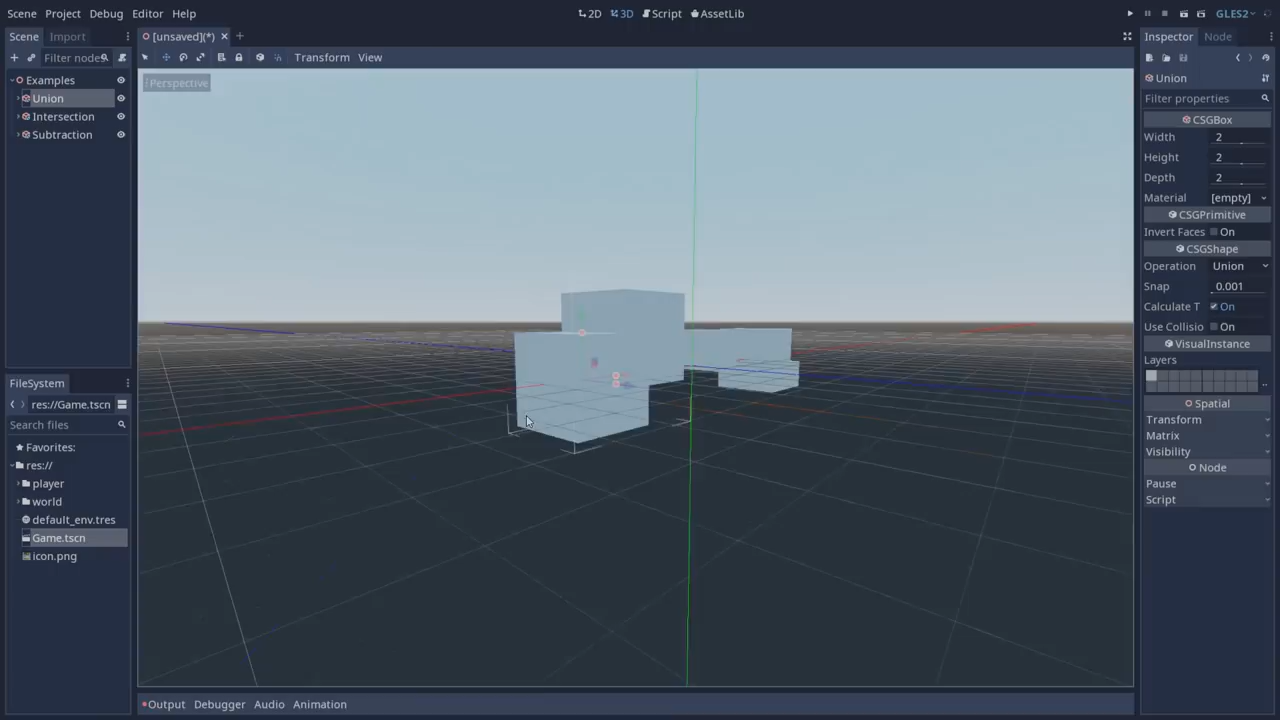 Scene Project Debug Editor Help
2D 3D Script AssetLib
GLES2
Scene Import
[unsaved](*)
Inspector Node
Filter nodes
Transform View
Examples
Union
Intersection
Subtraction
Perspective
Union
Filter properties
CSGBox
Width 2
Height 2
Depth 2
Material [empty]
CSGPrimitive
Invert Faces On
CSGShape
Operation Union
Snap 0.001
Calculate T On
Use Collisio On
VisualInstance
Layers
..
Spatial
Transform
Matrix
Visibility
Node
Pause
Script
FileSystem
res://Game.tscn
Search files
Favorites:
res://
player
world
default_env.tres
Game.tscn
icon.png
Output Debugger Audio Animation